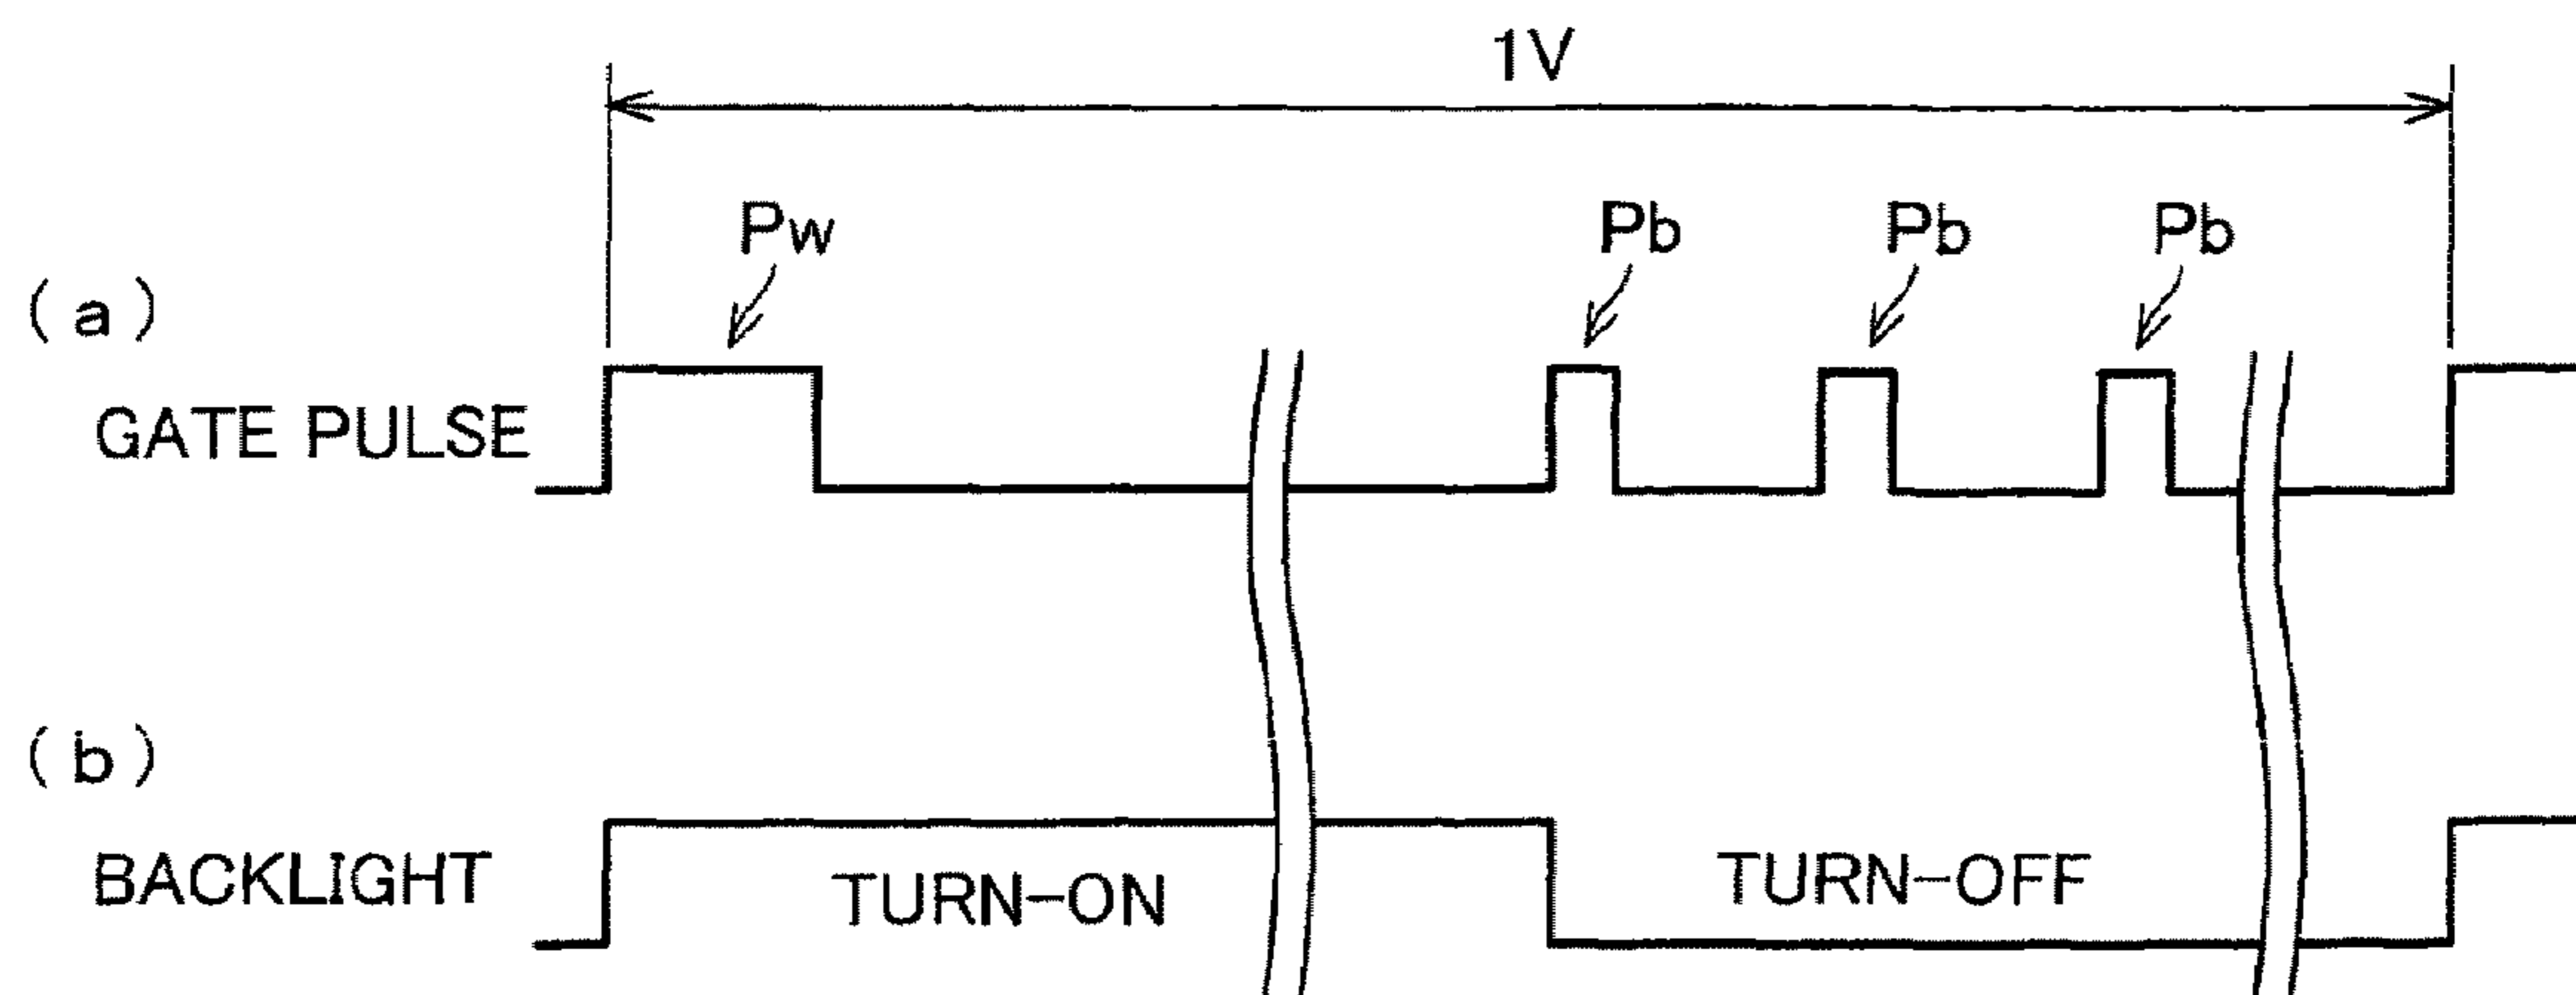 1V
Pw Pb Pb Pb
(a)
GATE PULSE
(b)
BACKLIGHT
TURN-ON TURN-OFF